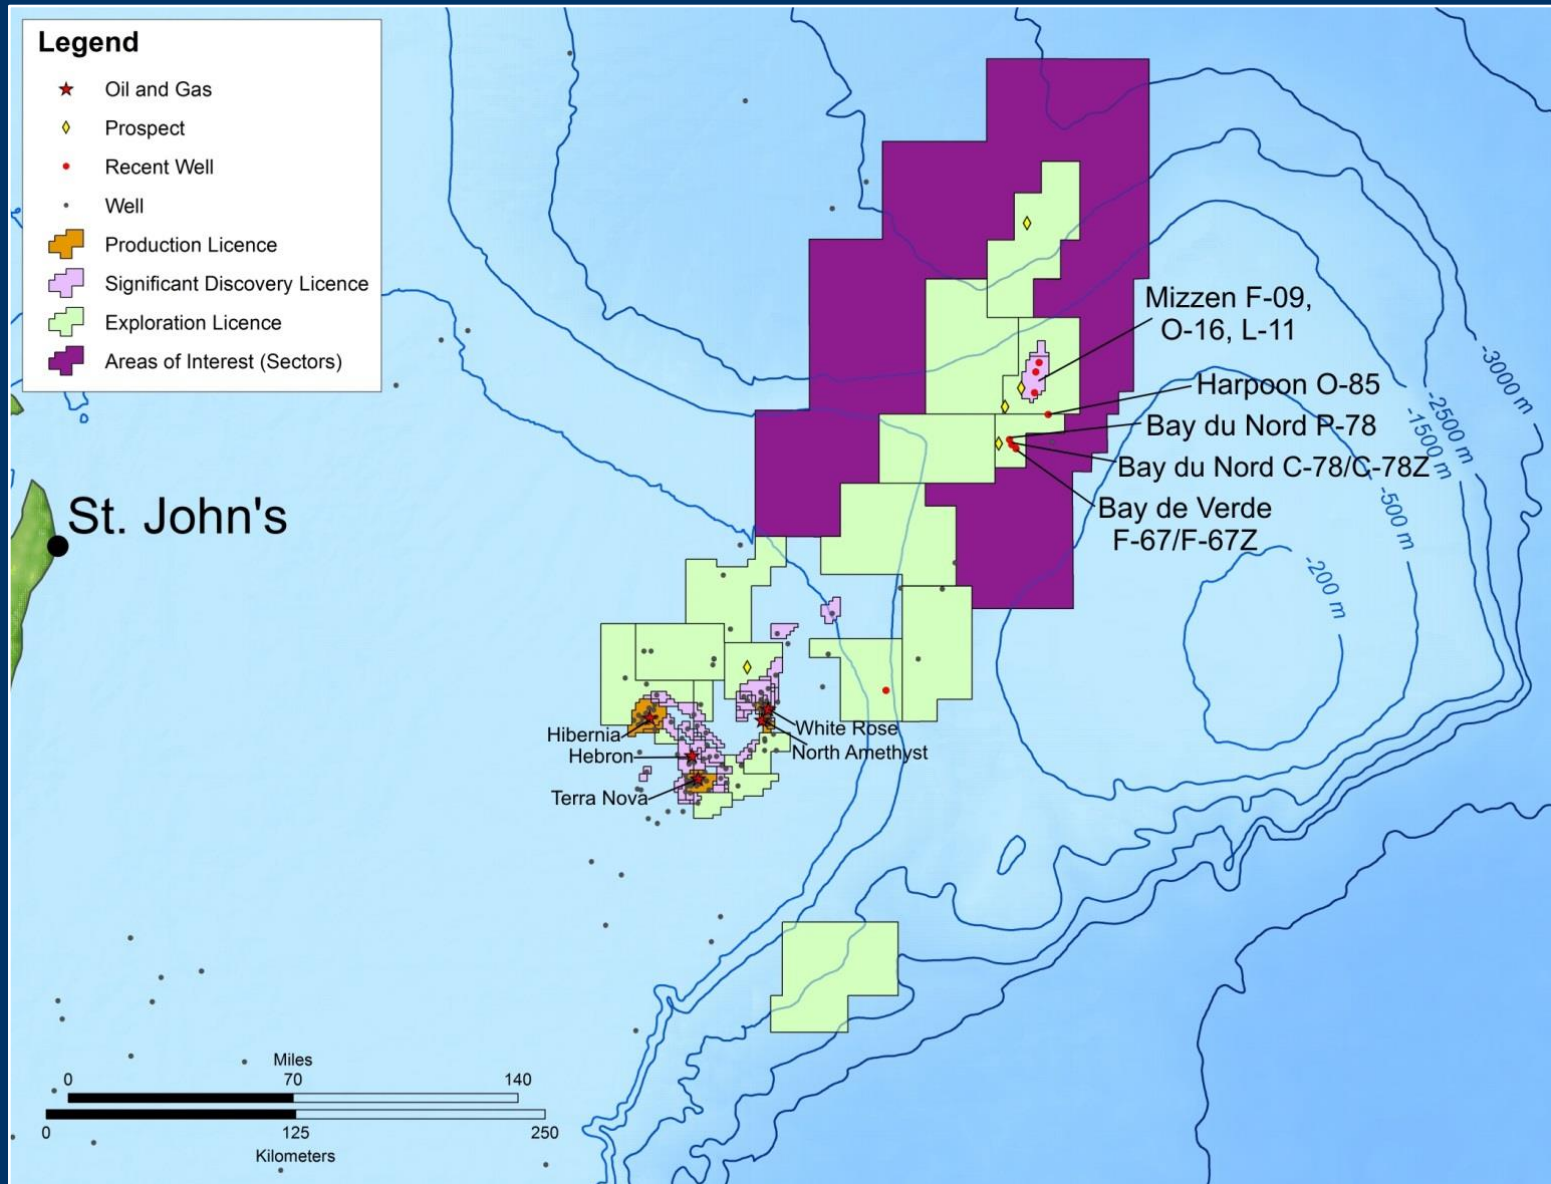 Legend
Oil and Gas
Prospect
Recent Well
Well
Production Licence
Significant Discovery Licence
Exploration Licence
Areas of Interest (Sectors)
Mizzen F-09,
O-16, L-11
Harpoon O-85
Bay du Nord P-78
Bay du Nord C-78/C-78Z
Bay de Verde
F-67/F-67Z
-3000 m
-2500 m
-1500 m
-500 m
-200 m
St. John's
Hibernia
Hebron
Terra Nova
White Rose
North Amethyst
Miles
0 70 140
0 125 250
Kilometers